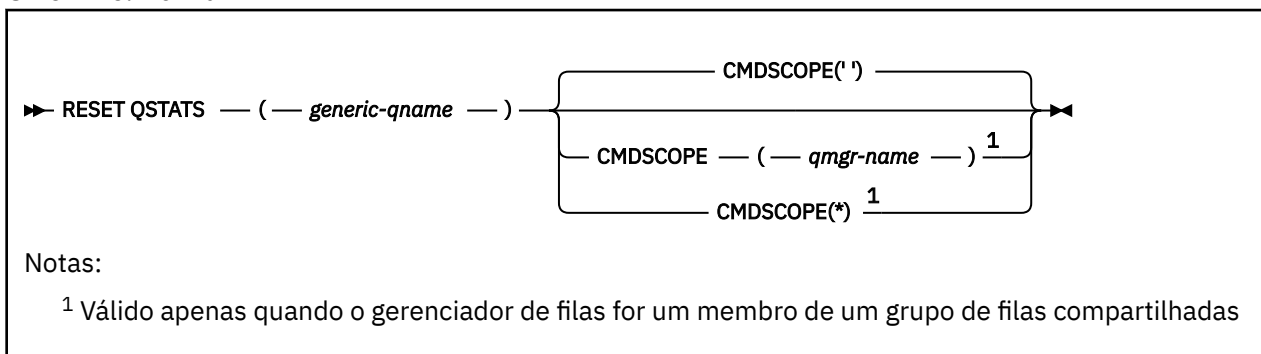 CMDSCOPE(' ')
RESET QSTATS ( generic-qname )
CMDSCOPE ( qmgr-name ) 1
CMDSCOPE(*) 1
Notas:
1 Válido apenas quando o gerenciador de filas for um membro de um grupo de filas compartilhadas